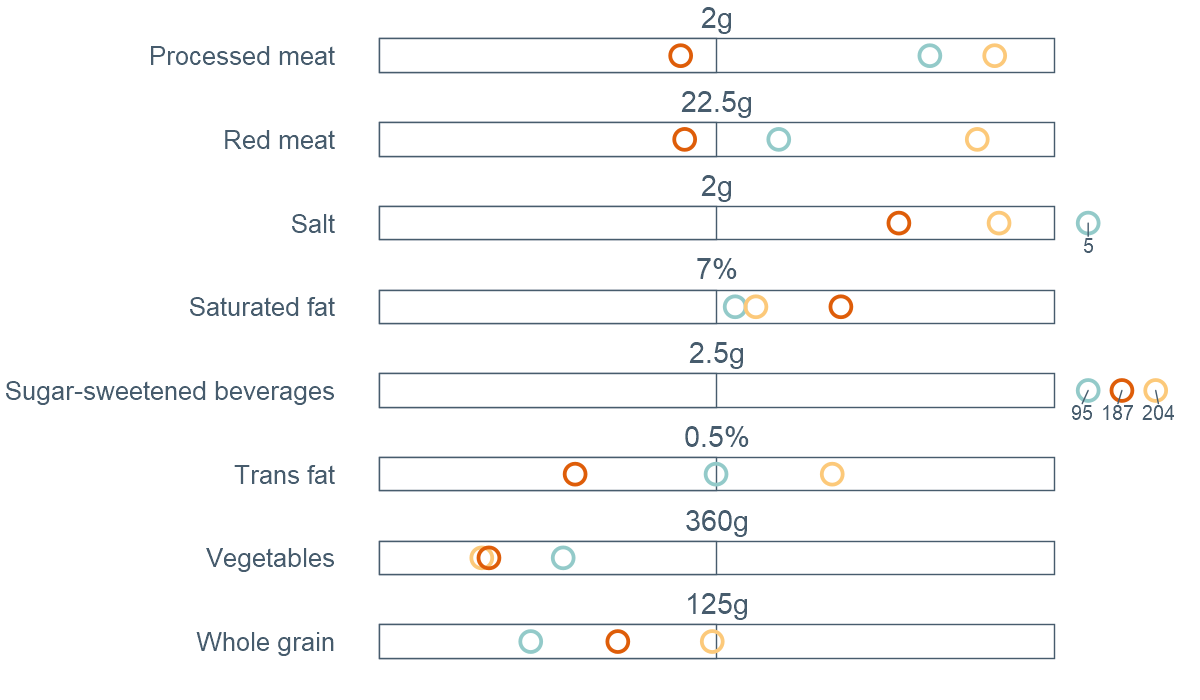 2g
Processed meat
22.5g
Red meat
2g
Salt
5
7%
Saturated fat
2.5g
Sugar-sweetened beverages
95 187 204
0.5%
Trans fat
360g
Vegetables
125g
Whole grain